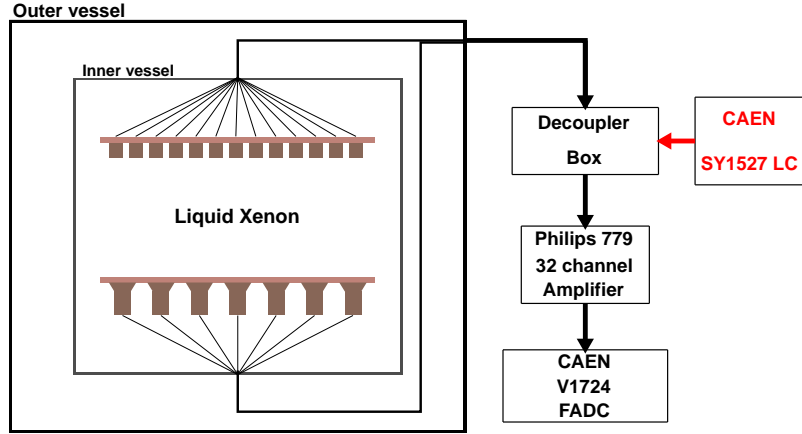 Outer vessel
Inner vessel
Liquid Xenon
Decoupler
Box
CAEN
SY1527 LC
Philips 779
32 channel
Amplifier
CAEN
V1724
FADC